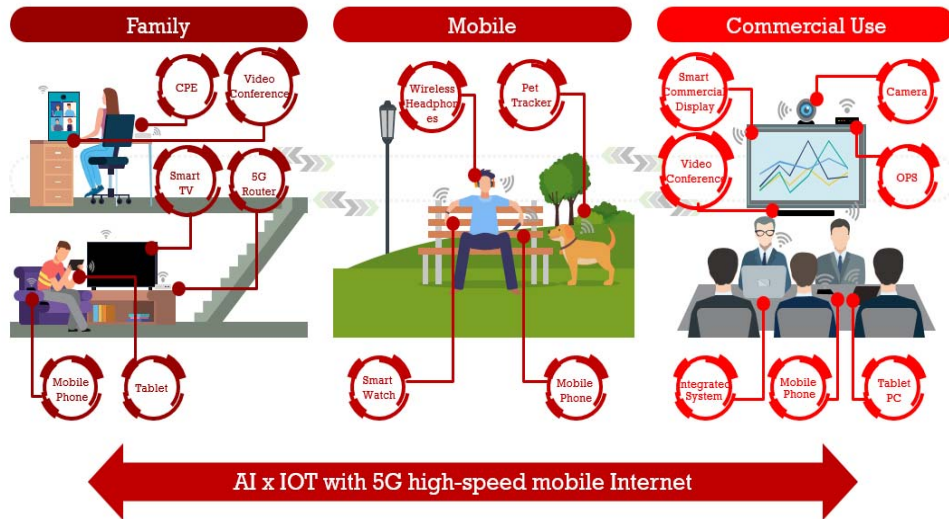 Family
Mobile
Commercial Use
CPE
Video
Conference
Smart
TV
5G
Router
Mobile
Phone
Tablet
Wireless
Headphon
es
Pet
Tracker
Smart
Watch
Mobile
Phone
Smart
Commercial
Display
Camera
Video
Conference
OPS
Integrated
System
Mobile
Phone
Tablet
PC
AI x IOT with 5G high-speed mobile Internet